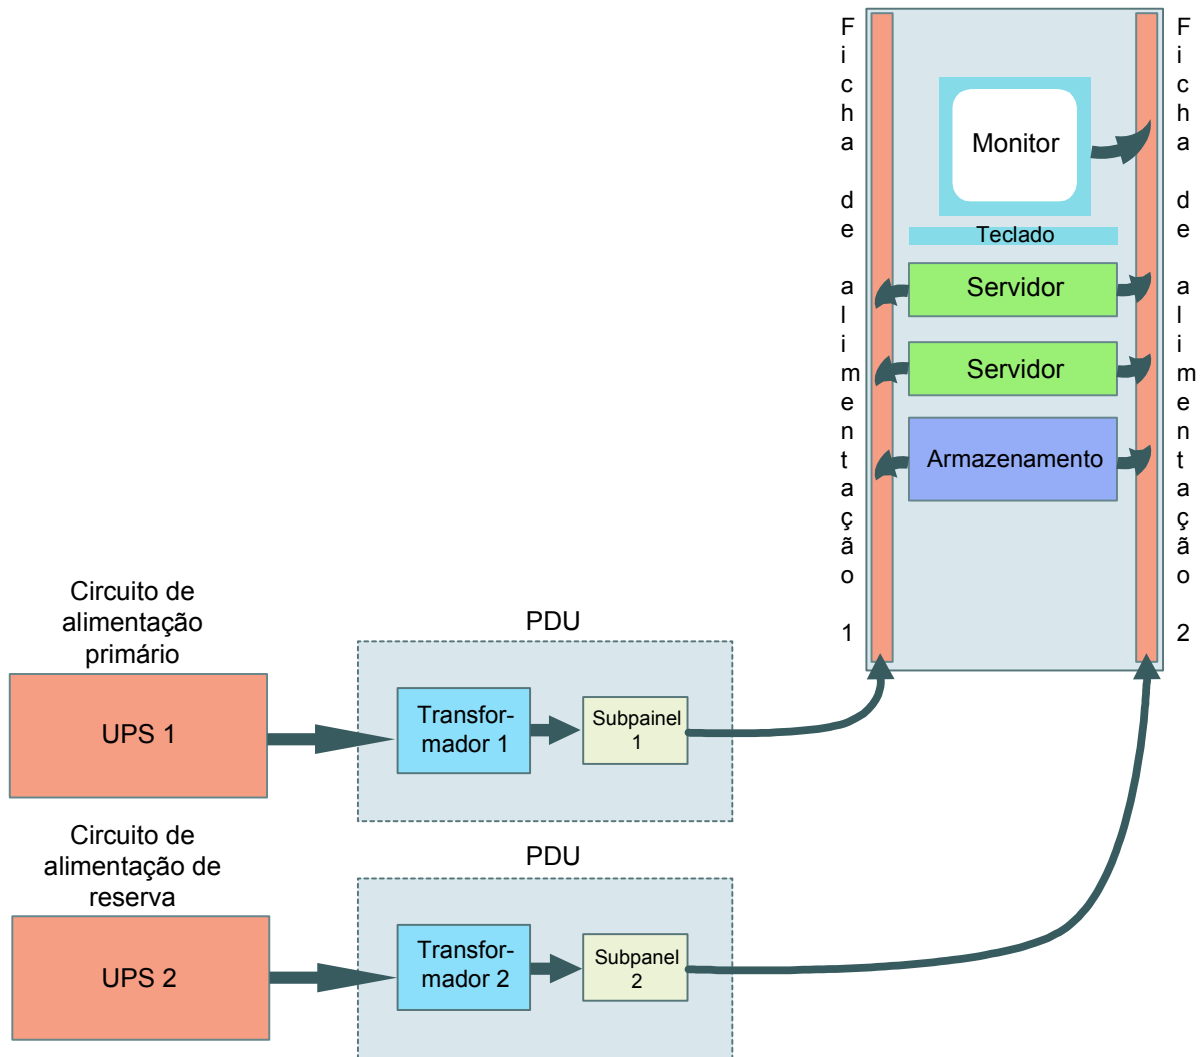 Ficha de alimentação 1
Ficha de alimentação 2
Monitor
Teclado
Servidor
Servidor
Armazenamento
Circuito de
alimentação
primário
UPS 1
PDU
Transfor-
mador 1
Subpainel
1
Circuito de
alimentação de
reserva
UPS 2
PDU
Transfor-
mador 2
Subpanel
2